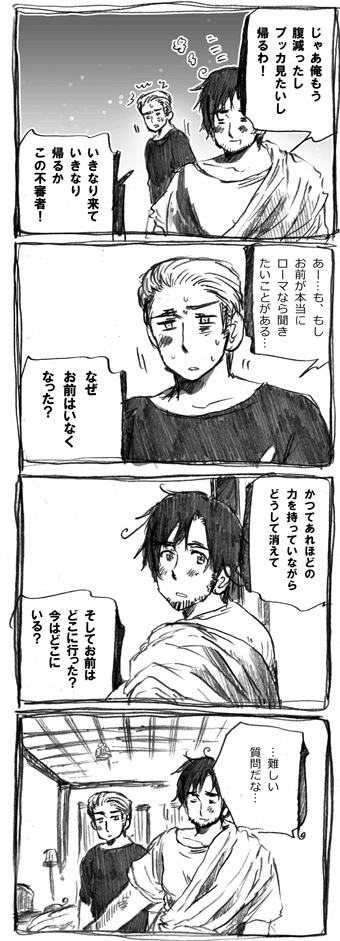 じゃあ俺もう
腹減ったし
ブッカ見たいし
帰るわ！
いきなり来て
いきなり
帰るか
この不審者！
あー…も、もし
お前が本当に
ローマなら聞き
たいことがある…
なぜ
お前はいなく
なった？
かつてあれほどの
力を持っていながら
どうして消えて
そしてお前は
どこに行った？
今はどこに
いる？
…難しい
質問だな…